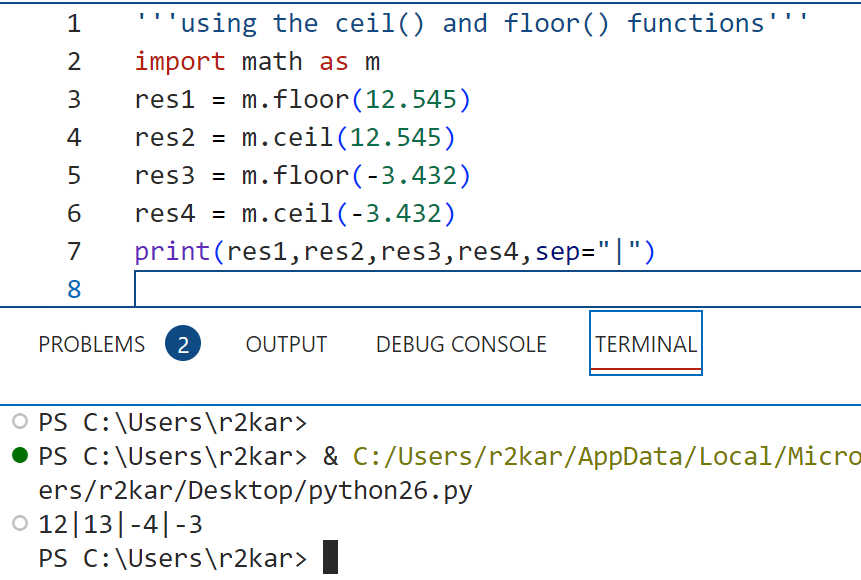 1 '''using the ceil() and floor() functions'''
2 import math as m
3 res1 = m.floor(12.545)
4 res2 = m.ceil(12.545)
5 res3 = m.floor(-3.432)
6 res4 = m.ceil(-3.432)
7 print(res1,res2,res3,res4,sep="|")
8
PROBLEMS 2 OUTPUT DEBUG CONSOLE TERMINAL
PS C:\Users\r2kar>
PS C:\Users\r2kar> & C:/Users/r2kar/AppData/Local/Micro
ers/r2kar/Desktop/python26.py
12|13|-4|-3
PS C:\Users\r2kar>